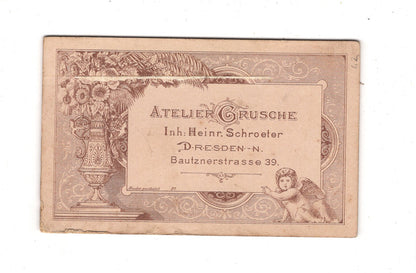 ATELIER GRUSCHE
Inh: Heinr. Schroeter
DRESDEN-N.
Bautznerstrasse 39.